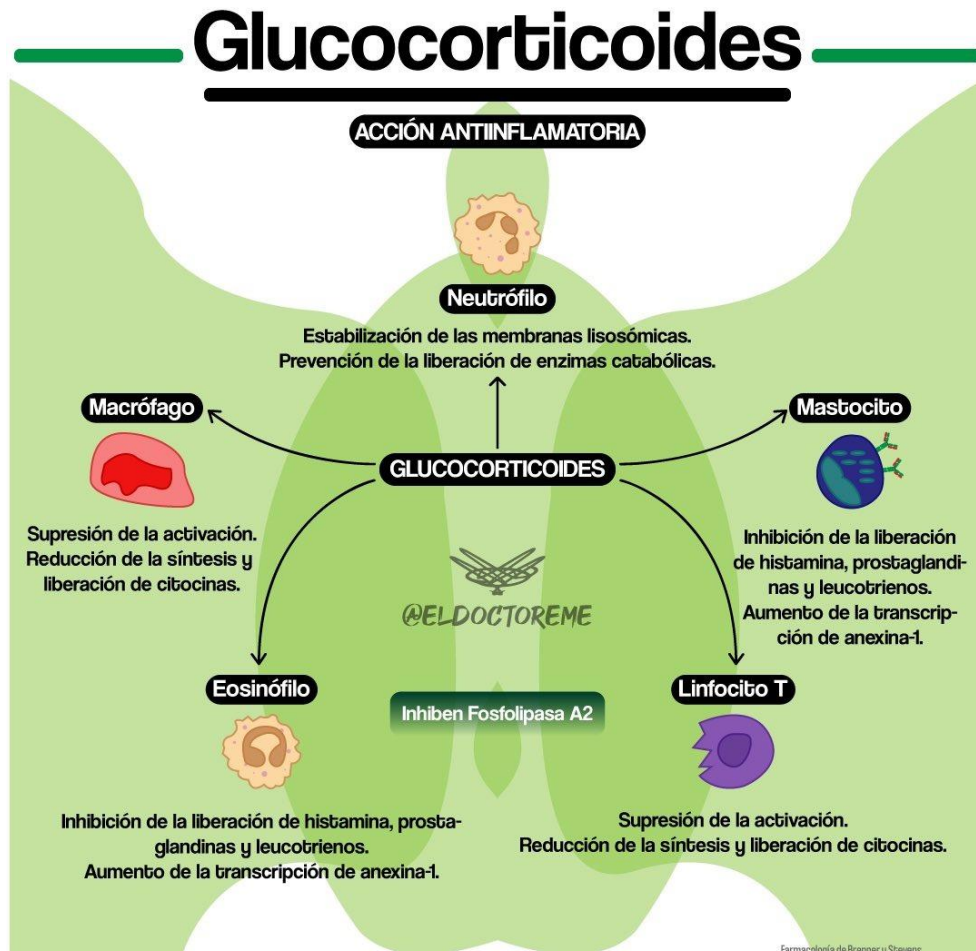 Glucocorticoides
ACCIÓN ANTIINFLAMATORIA
Neutrófilo
Estabilización de las membranas lisosómicas.
Prevención de la liberación de enzimas catabólicas.
Macrófago
Supresión de la activación.
Reducción de la síntesis y
liberación de citocinas.
Mastocito
Inhibición de la liberación
de histamina, prostaglandi-
nas y leucotrienos.
Aumento de la transcrip-
ción de anexina-1.
GLUCOCORTICOIDES
@ELDOCTOREME
Eosinófilo
Inhibición de la liberación de histamina, prosta-
glandinas y leucotrienos.
Aumento de la transcripción de anexina-1.
Inhiben Fosfolipasa A2
Linfocito T
Supresión de la activación.
Reducción de la síntesis y liberación de citocinas.
Farmacología de Brenner y Stevens